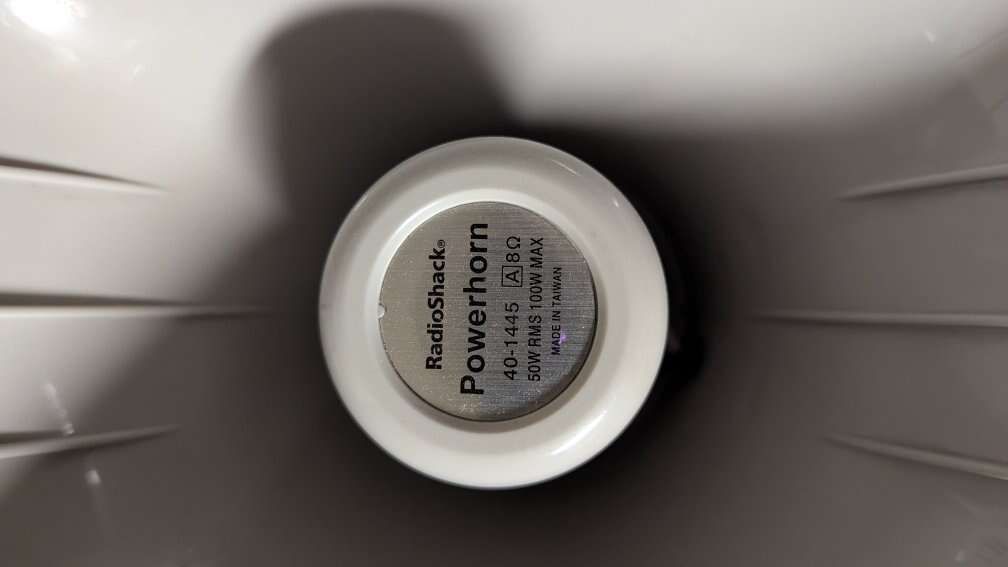 RadioShack®
Powerhorn
40-1445 A 8Ω
50W RMS 100W MAX
MADE IN TAIWAN